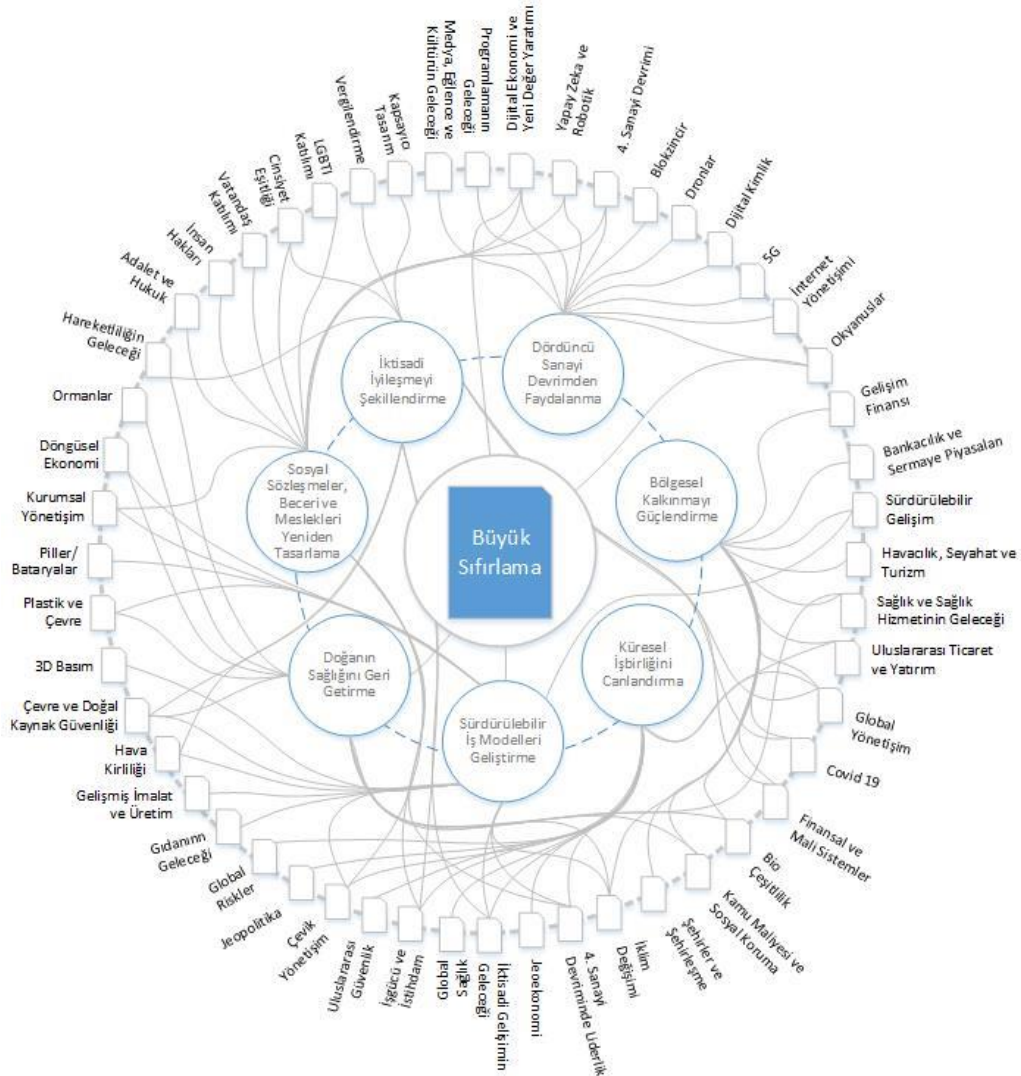 Büyük
Sıfırlama
İktisadi
İyileşmeyi
Şekillendirme
Dördüncü
Sanayi
Devrimden
Faydalanma
Bölgesel
Kalkınmayı
Güçlendirme
Küresel
İşbirliğini
Canlandırma
Sürdürülebilir
İş Modelleri
Geliştirme
Doğanın
Sağlığını Geri
Getirme
Sosyal
Sözleşmeler,
Beceri ve
Meslekleri
Yeniden
Tasarlama
Medya, Eğlence ve
Kültürün Geleceği
Programlamanın
Geleceği
Dijital Ekonomi ve
Yeni Değer Yaratımı
Yapay Zeka ve
Robotik
4. Sanayi Devrimi
Blokzincir
Dronlar
Dijital Kimlik
5G
İnternet
Yönetişimi
Okyanuslar
Gelişim
Finansı
Bankacılık ve
Sermaye Piyasaları
Sürdürülebilir
Gelişim
Havacılık, Seyahat ve
Turizm
Sağlık ve Sağlık
Hizmetinin Geleceği
Uluslararası Ticaret
ve Yatırım
Global
Yönetişim
Covid 19
Finansal ve
Mali Sistemler
Bio
Çeşitlilik
Kamu Maliyesi ve
Sosyal Koruma
Şehirler ve
Şehirleşme
İklim
Değişimi
4. Sanayi
Devriminde Liderlik
Jeoekonomi
İktisadi Gelişimin
Geleceği
Global
Sağlık
İşgücü ve
İstihdam
Uluslararası
Güvenlik
Çevik
Yönetişim
Jeopolitika
Global
Riskler
Gıdanınn
Geleceği
Gelişmiş İmalat
ve Üretim
Hava
Kirliliği
Çevre ve Doğal
Kaynak Güvenliği
3D Basım
Plastik ve
Çevre
Piller/
Bataryalar
Kurumsal
Yönetişim
Döngüsel
Ekonomi
Ormanlar
Hareketliliğin
Geleceği
Adalet ve
Hukuk
İnsan
Hakları
Vatandaş
Katılımı
Cinsiyet
Eşitliği
LGBTI
Katılımı
Vergilendirme
Kapsayıcı
Tasarım